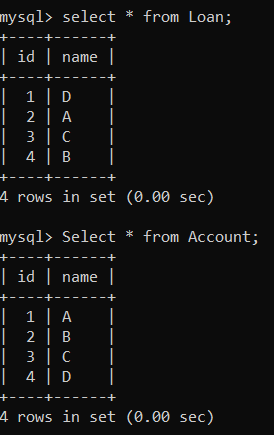 mysql> select * from Loan;
+----+------+
| id | name |
+----+------+
|  1 | D    |
|  2 | A    |
|  3 | C    |
|  4 | B    |
+----+------+
4 rows in set (0.00 sec)
mysql> Select * from Account;
+----+------+
| id | name |
+----+------+
|  1 | A    |
|  2 | B    |
|  3 | C    |
|  4 | D    |
+----+------+
4 rows in set (0.00 sec)